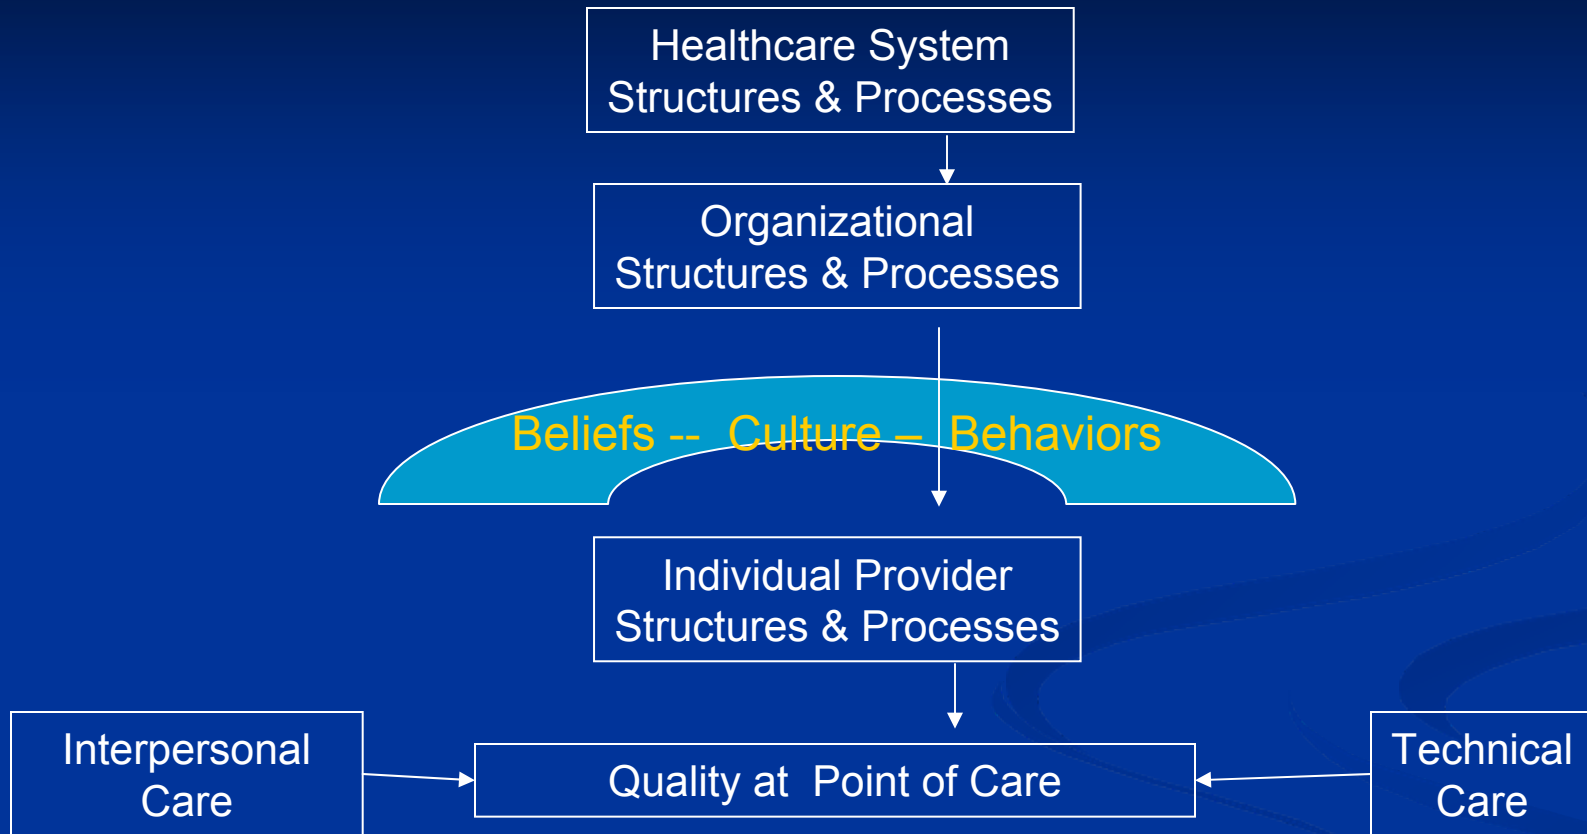 Healthcare System
Structures & Processes
Organizational
Structures & Processes
Beliefs -- Culture – Behaviors
Individual Provider
Structures & Processes
Interpersonal
Care
Quality at Point of Care
Technical
Care